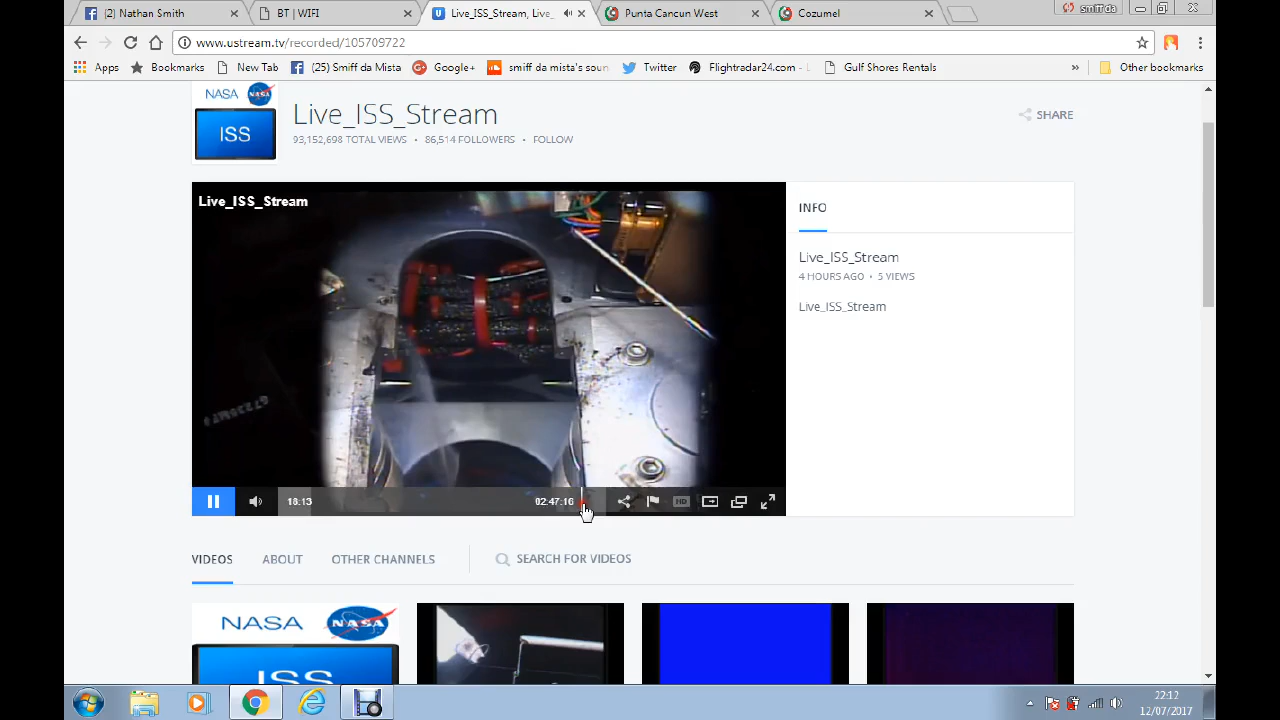 (2) Nathan Smith
BT | WIFI
Live_ISS_Stream, Live_
Punta Cancun West
Cozumel
smiff da
www.ustream.tv/recorded/105709722
Apps
Bookmarks
New Tab
(25) Smiff da Mista
Google+
smiff da mista's soun
Twitter
Flightradar24.com - L
Gulf Shores Rentals
»
Other bookmarks
NASA
NASA
ISS
Live_ISS_Stream
93,152,698 TOTAL VIEWS • 86,514 FOLLOWERS • FOLLOW
SHARE
Live_ISS_Stream
18:13
02:47:16
HD
INFO
Live_ISS_Stream
4 HOURS AGO • 5 VIEWS
Live_ISS_Stream
VIDEOS
ABOUT
OTHER CHANNELS
SEARCH FOR VIDEOS
NASA
NASA
ISS
22:12
12/07/2017